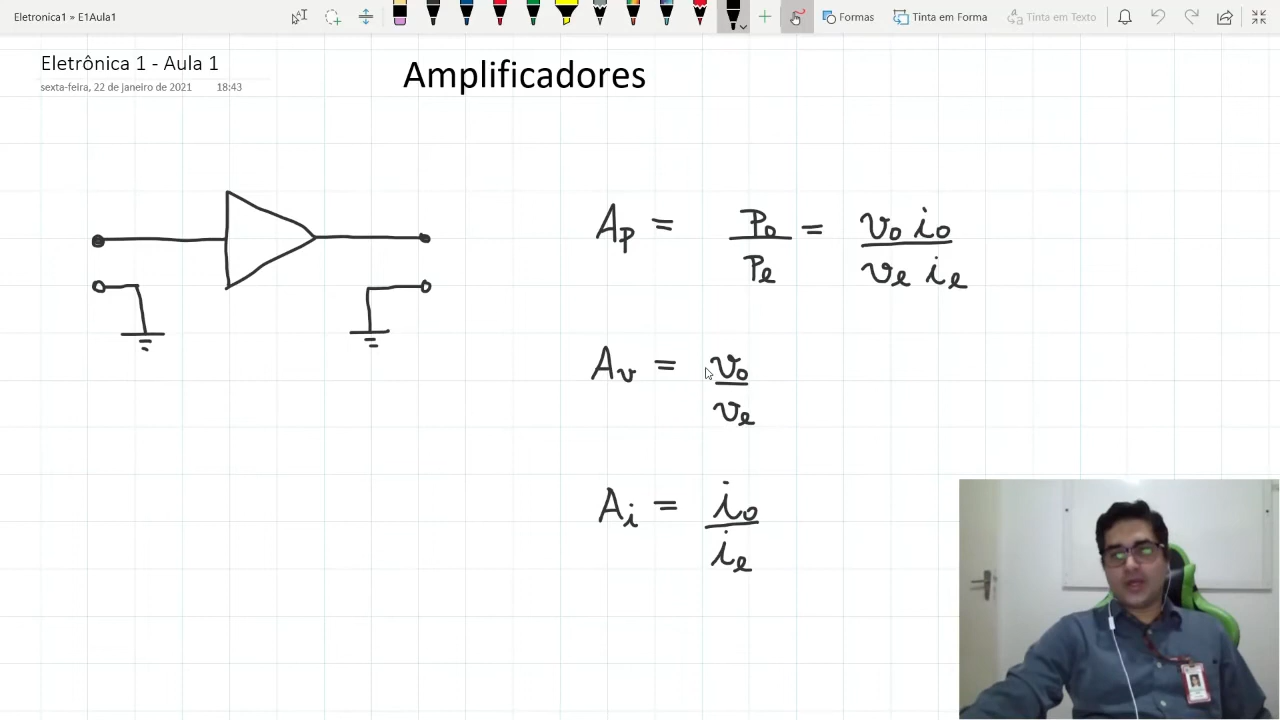 Eletronica1 » E1Aula1
Formas
Tinta em Forma
Tinta em Texto
Eletrônica 1 - Aula 1
sexta-feira, 22 de janeiro de 2021 18:43
Amplificadores
Ap = Po / Pe = vo io / ve ie
Av = vo / ve
Ai = io / ie